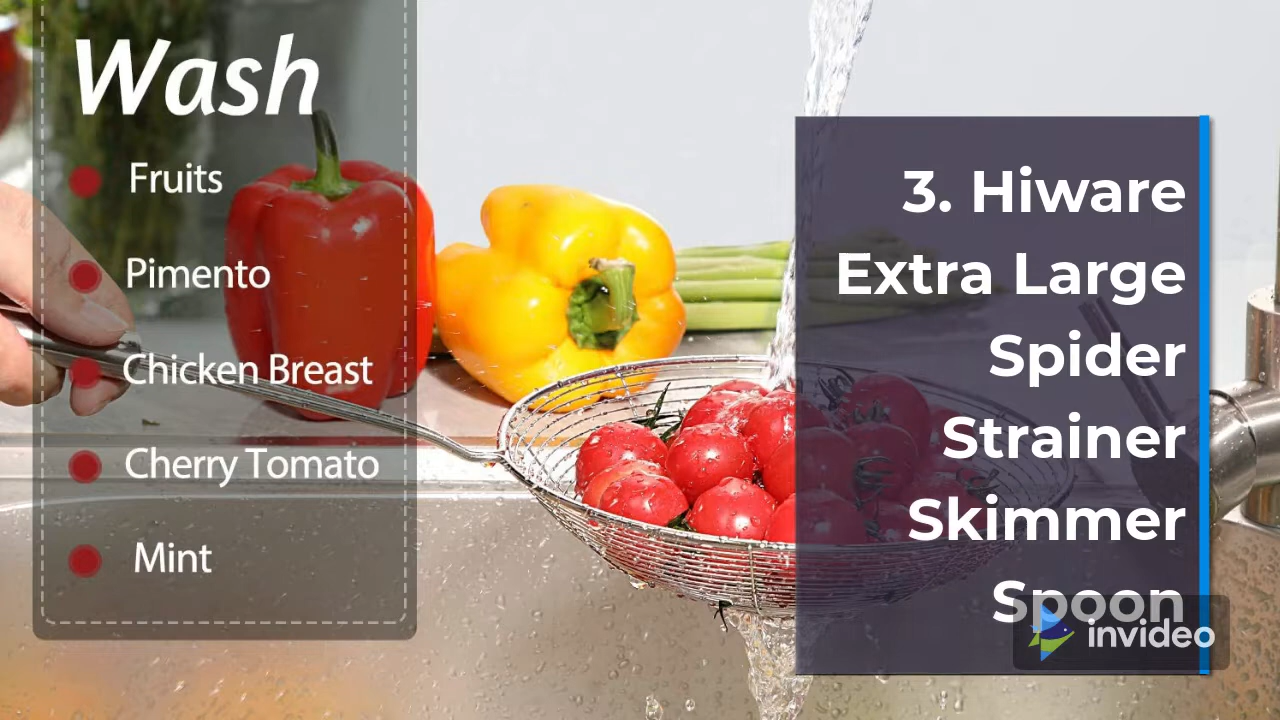 Wash
Fruits
Pimento
Chicken Breast
Cherry Tomato
Mint
3. Hiware
Extra Large
Spider
Strainer
Skimmer
Spoon
invideo